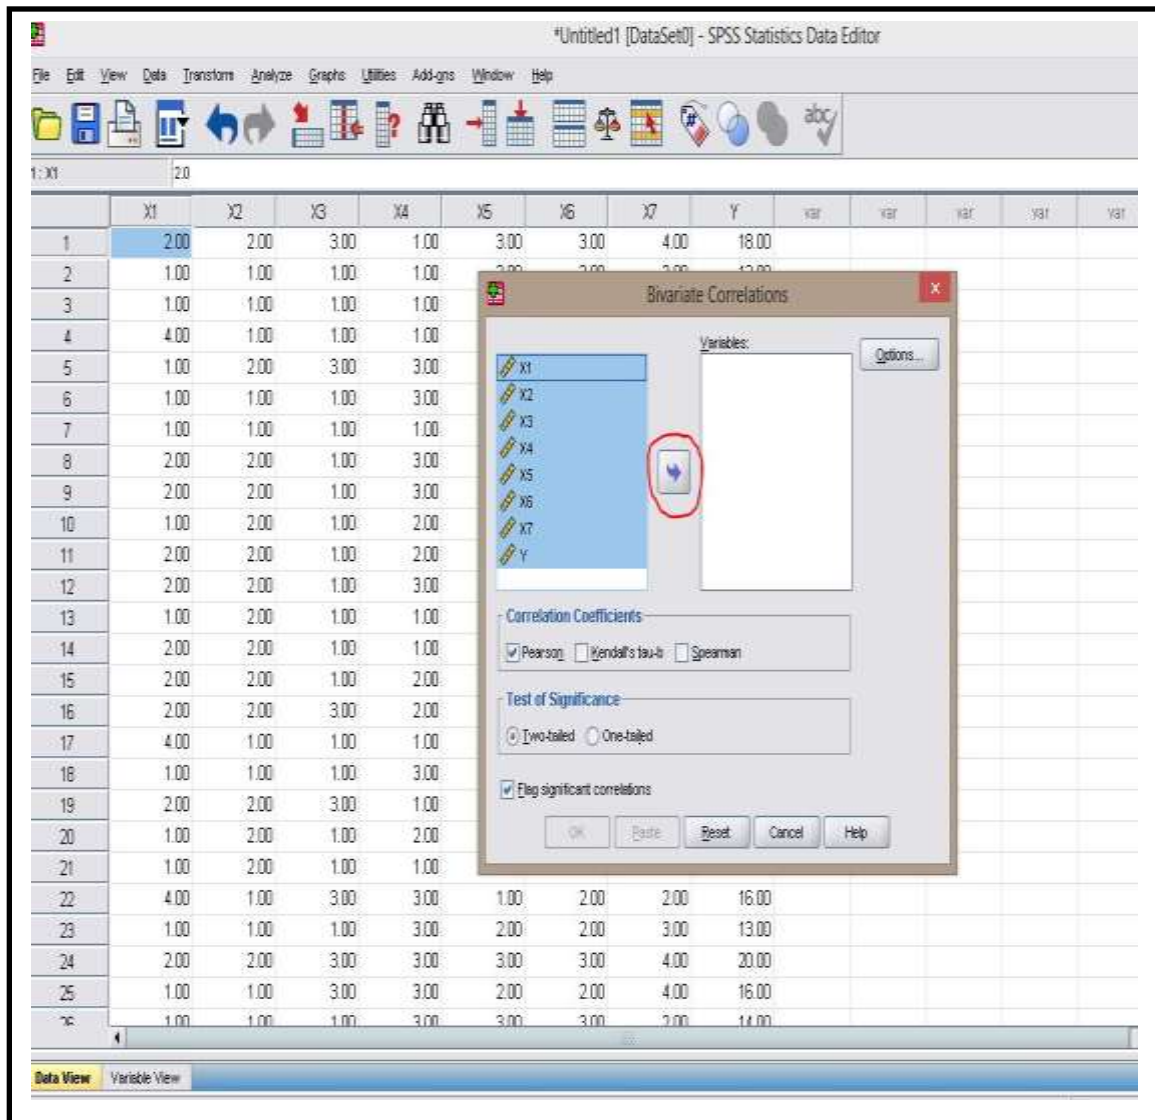 *Untitled1 [DataSet0] - SPSS Statistics Data Editor
File Edit View Data Transform Analyze Graphs Utilities Add-ons Window Help
1 : X1 2.0
X1 X2 X3 X4 X5 X6 X7 Y var var var var var
1 2.00 2.00 3.00 1.00 3.00 3.00 4.00 18.00
2 1.00 1.00 1.00 1.00
3 1.00 1.00 1.00 1.00
4 4.00 1.00 1.00 1.00
5 1.00 2.00 3.00 3.00
6 1.00 1.00 1.00 3.00
7 1.00 1.00 1.00 1.00
8 2.00 2.00 1.00 3.00
9 2.00 2.00 1.00 3.00
10 1.00 2.00 1.00 2.00
11 2.00 2.00 1.00 2.00
12 2.00 2.00 1.00 3.00
13 1.00 2.00 1.00 1.00
14 2.00 2.00 1.00 1.00
15 2.00 2.00 1.00 2.00
16 2.00 2.00 3.00 2.00
17 4.00 1.00 1.00 1.00
18 1.00 1.00 1.00 3.00
19 2.00 2.00 3.00 1.00
20 1.00 2.00 1.00 2.00
21 1.00 2.00 1.00 1.00
22 4.00 1.00 3.00 3.00 1.00 2.00 2.00 16.00
23 1.00 1.00 1.00 3.00 2.00 2.00 3.00 13.00
24 2.00 2.00 3.00 3.00 3.00 3.00 4.00 20.00
25 1.00 1.00 3.00 3.00 2.00 2.00 4.00 16.00
26 1.00 1.00 1.00 3.00 3.00 3.00 2.00 14.00
Bivariate Correlations
Variables:
Options...
X1
X2
X3
X4
X5
X6
X7
Y
Correlation Coefficients
Pearson Kendall's tau-b Spearman
Test of Significance
Two-tailed One-tailed
Flag significant correlations
OK Paste Reset Cancel Help
Data View Variable View